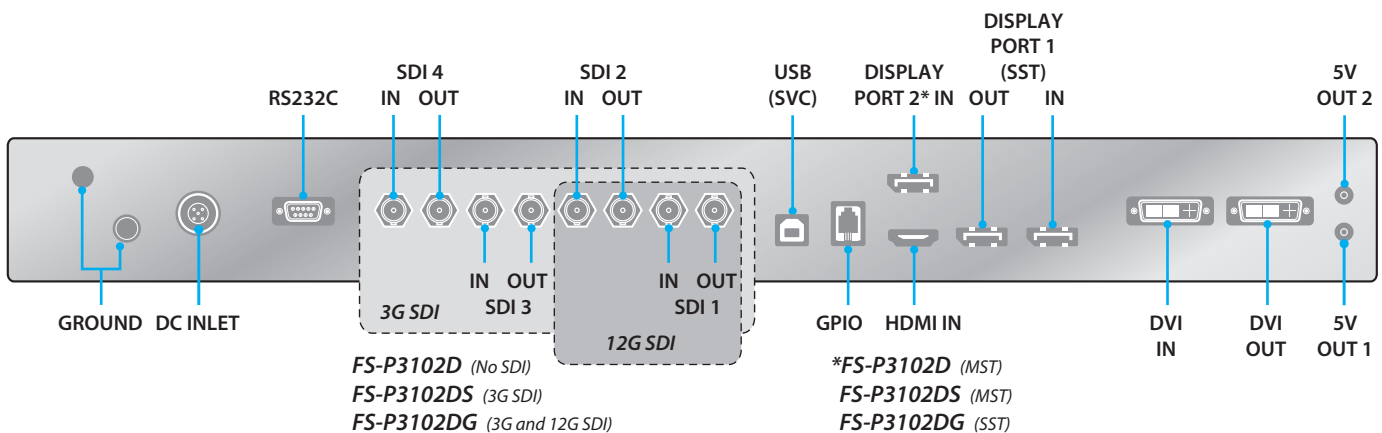 DISPLAY
PORT 1
(SST)
SDI 4
SDI 2
USB
DISPLAY
5V
RS232C
IN OUT
IN OUT
(SVC)
PORT 2* IN
OUT
IN
OUT 2
IN OUT
SDI 3
IN OUT
SDI 1
3G SDI
12G SDI
GROUND
DC INLET
GPIO
HDMI IN
DVI
IN
DVI
OUT
5V
OUT 1
FS-P3102D (No SDI)
FS-P3102DS (3G SDI)
FS-P3102DG (3G and 12G SDI)
*FS-P3102D (MST)
FS-P3102DS (MST)
FS-P3102DG (SST)